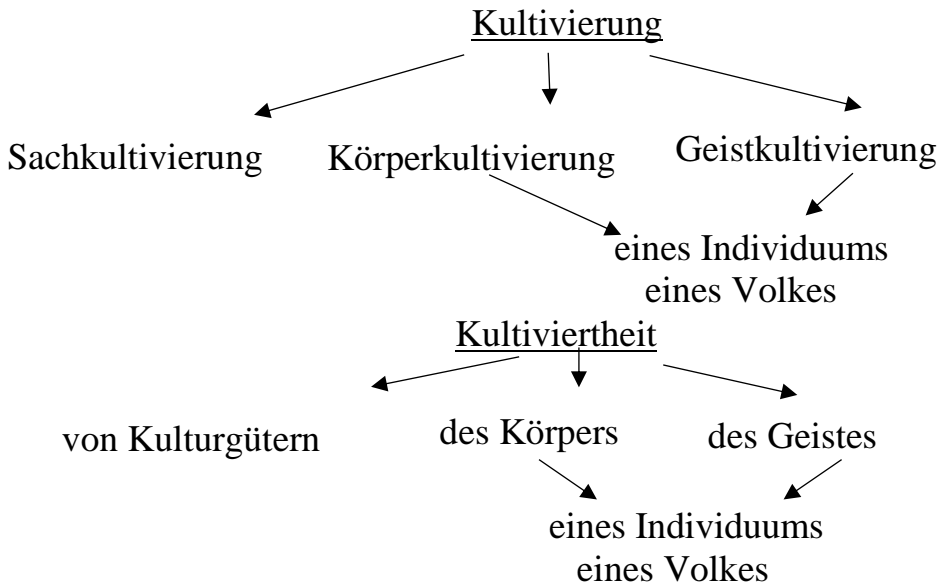 Kultivierung
Sachkultivierung Körperkultivierung Geistkultivierung
eines Individuums
eines Volkes
Kultiviertheit
von Kulturgütern des Körpers des Geistes
eines Individuums
eines Volkes